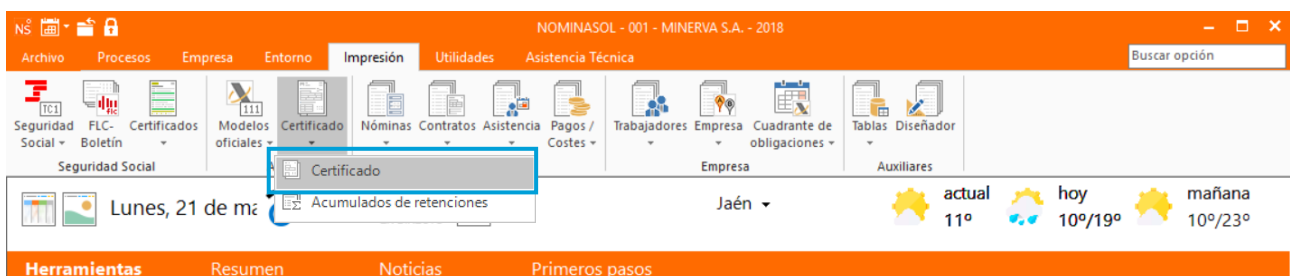 NS
NOMINASOL - 001 - MINERVA S.A. - 2018
Archivo Procesos Empresa Entorno Impresión Utilidades Asistencia Técnica Buscar opción
TC1 fic 111
Seguridad FLC- Certificados Modelos Certificado Nóminas Contratos Asistencia Pagos / Trabajadores Empresa Cuadrante de Tablas Diseñador
Social Boletín oficiales Costes obligaciones
Seguridad Social Empresa Auxiliares
Certificado
Acumulados de retenciones
Lunes, 21 de ma Jaén actual hoy mañana
11º 10º/19º 10º/23º
Herramientas Resumen Noticias Primeros pasos